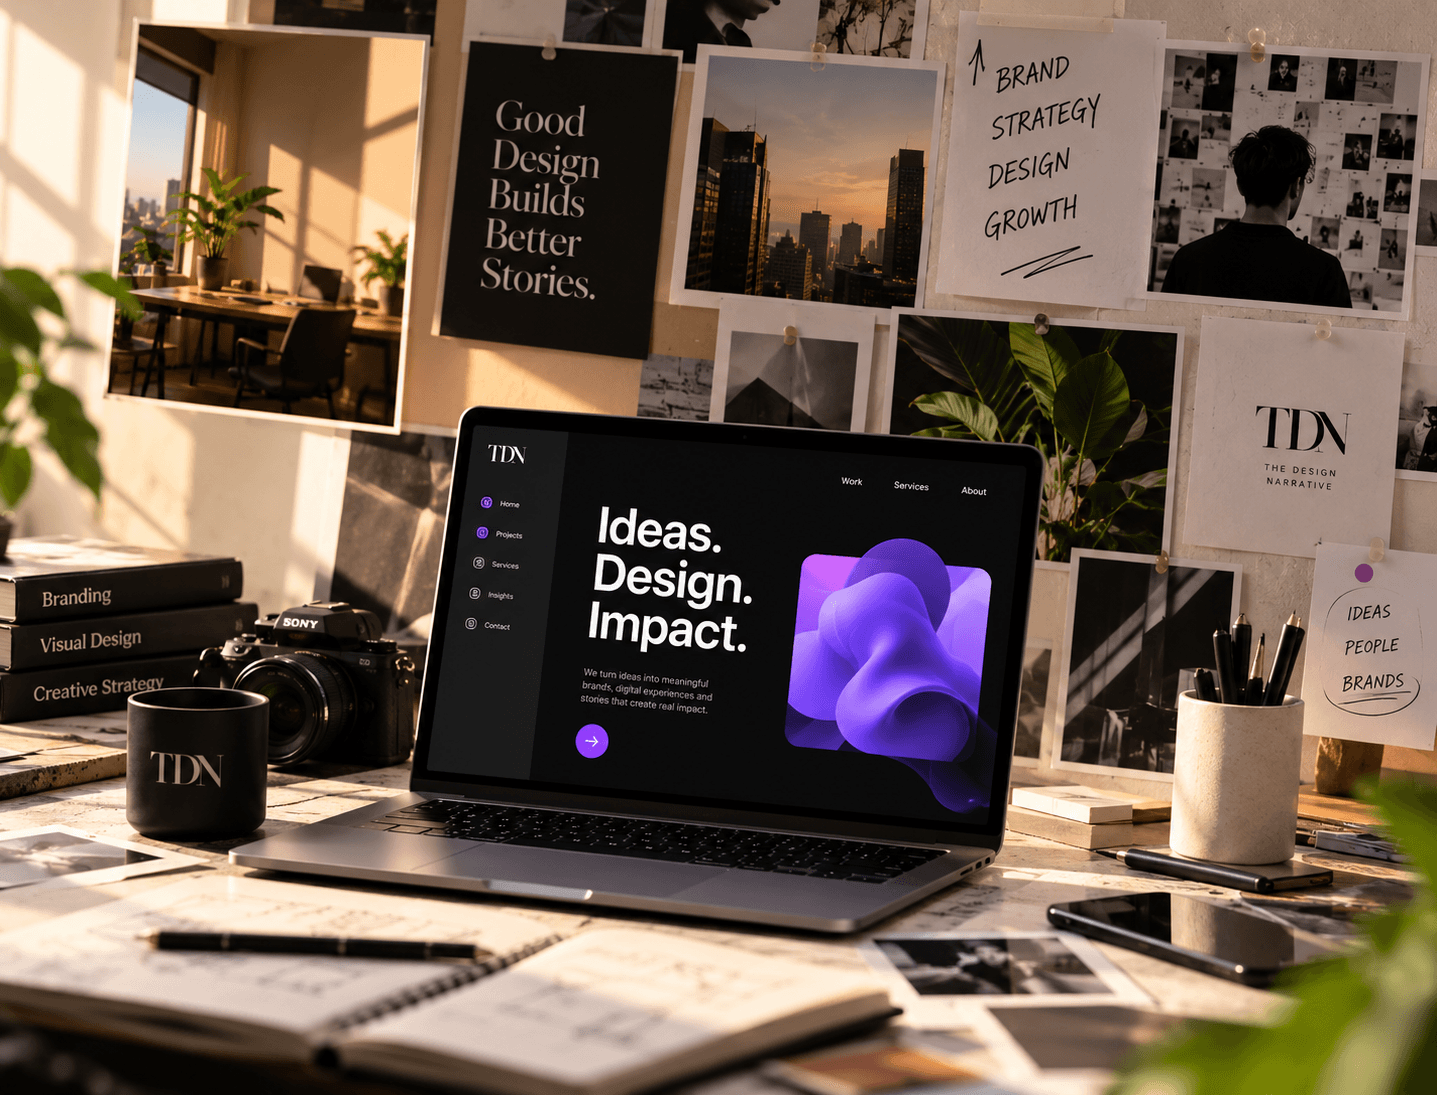 Good
Design
Builds
Better
Stories.
BRAND
STRATEGY
DESIGN
GROWTH
TDN
THE DESIGN
NARRATIVE
IDEAS
PEOPLE
BRANDS
TDN
Home
Projects
Services
Insights
Contact
Work
Services
About
Ideas.
Design.
Impact.
We turn ideas into meaningful
brands, digital experiences and
stories that create real impact.
Branding
Visual Design
Creative Strategy
SONY
TDN